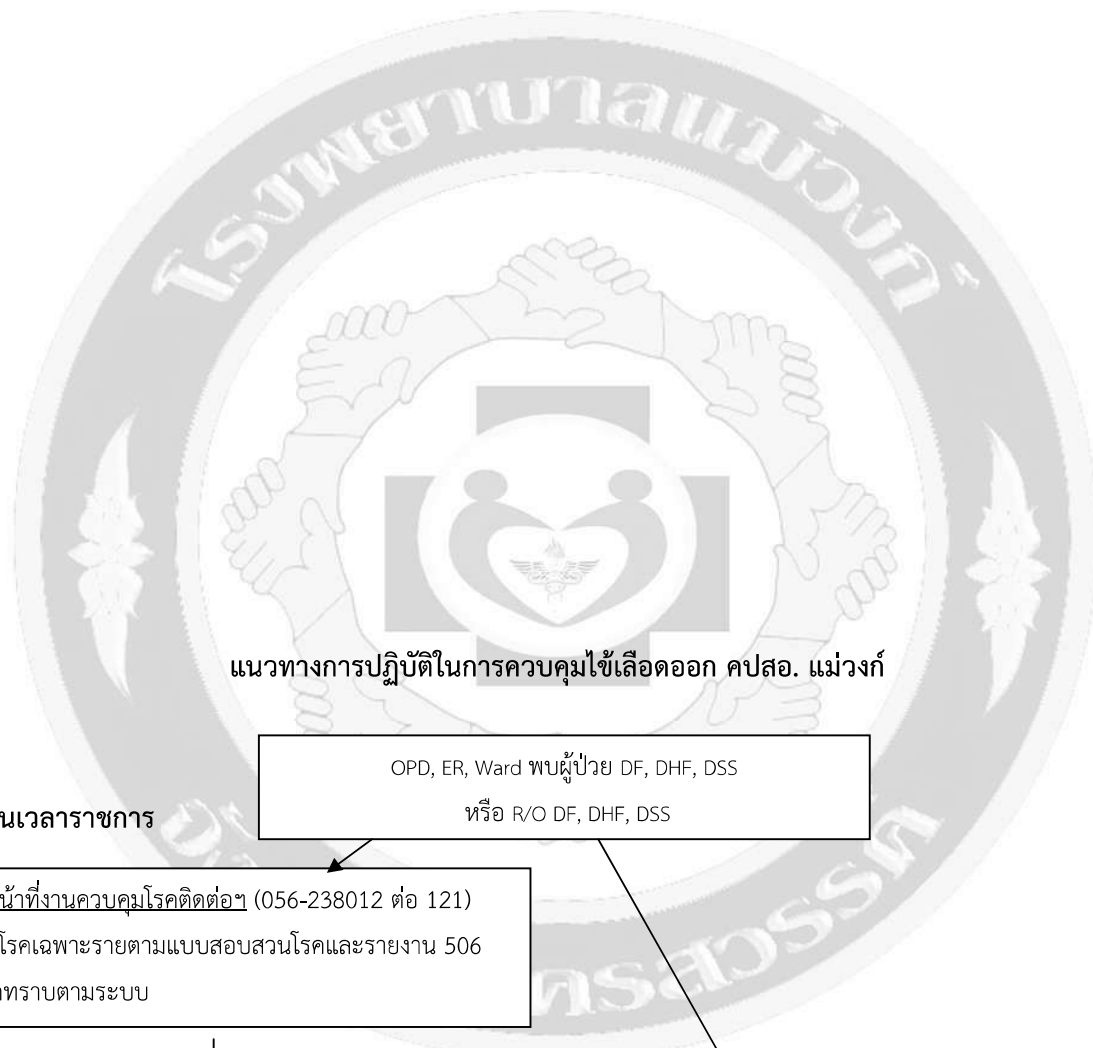 โรงพยาบาลแม่วงก์
แนวทางการปฏิบัติในการควบคุมไข้เลือดออก คปสอ. แม่วงก์
OPD, ER, Ward พบผู้ป่วย DF, DHF, DSS
หรือ R/O DF, DHF, DSS
นเวลาราชการ
น้าที่งานควบคุมโรคติดต่อฯ (056-238012 ต่อ 121)
โรคเฉพาะรายตามแบบสอบสวนโรคและรายงาน 506
ทราบตามระบบ